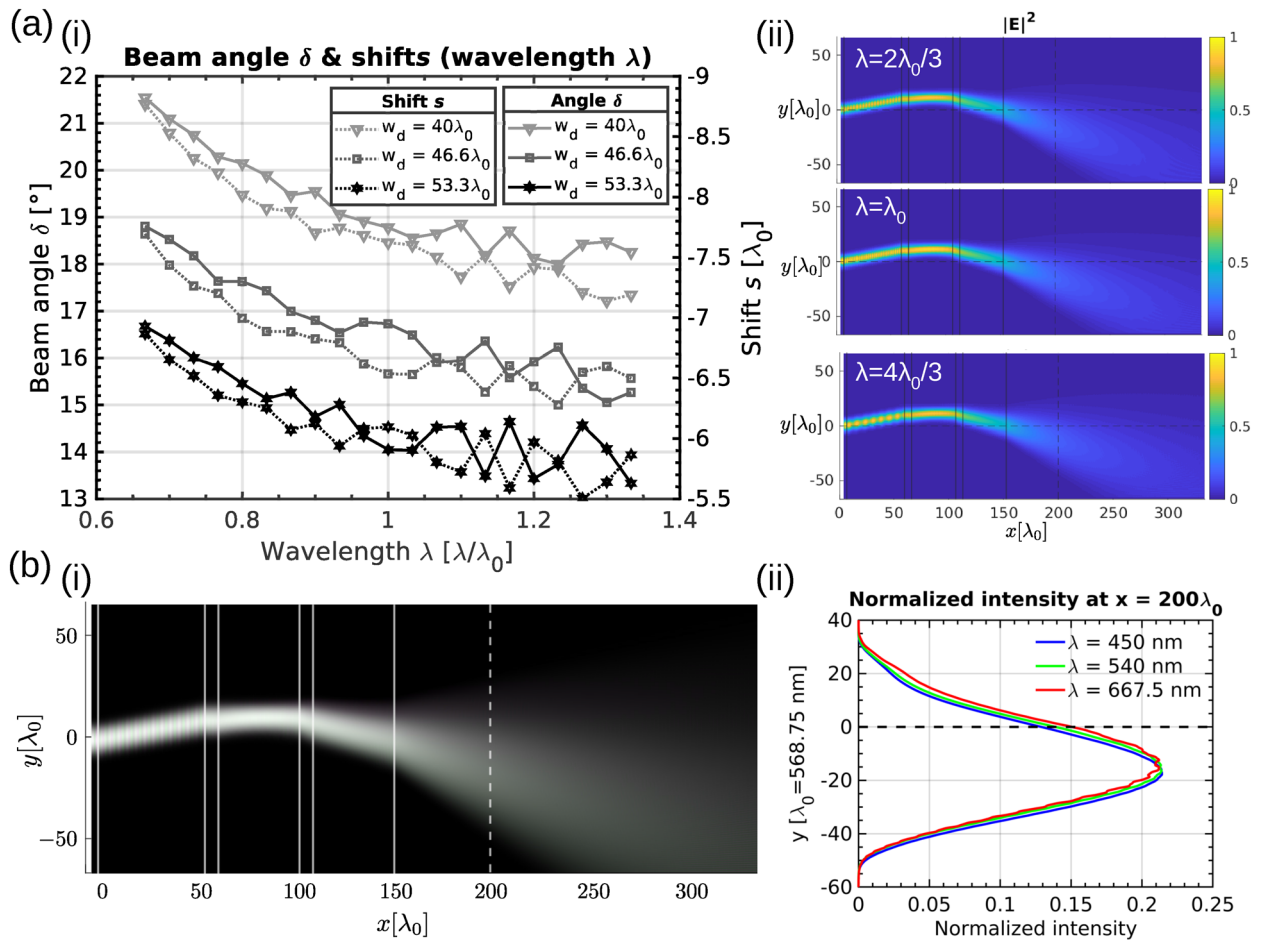 (a)
(i)
Beam angle δ & shifts (wavelength λ)
22
21
20
19
18
17
16
15
14
13
Beam angle δ [°]
Shift s
w_d = 40λ_0
w_d = 46.6λ_0
w_d = 53.3λ_0
Angle δ
w_d = 40λ_0
w_d = 46.6λ_0
w_d = 53.3λ_0
-9
-8.5
-8
-7.5
-7
-6.5
-6
-5.5
Shift s [λ_0]
0.6 0.8 1 1.2 1.4
Wavelength λ [λ/λ_0]
(ii)
|E|²
λ=2λ_0/3
50
y[λ_0] 0
-50
1
0.5
0
λ=λ_0
50
y[λ_0] 0
-50
1
0.5
0
λ=4λ_0/3
50
y[λ_0] 0
-50
1
0.5
0
0 50 100 150 200 250 300
x[λ_0]
(b)
(i)
50
0
−50
y[λ_0]
0 50 100 150 200 250 300
x[λ_0]
(ii)
Normalized intensity at x = 200λ_0
40
20
0
-20
-40
-60
y [λ_0=568.75 nm]
λ = 450 nm
λ = 540 nm
λ = 667.5 nm
0 0.05 0.1 0.15 0.2 0.25
Normalized intensity